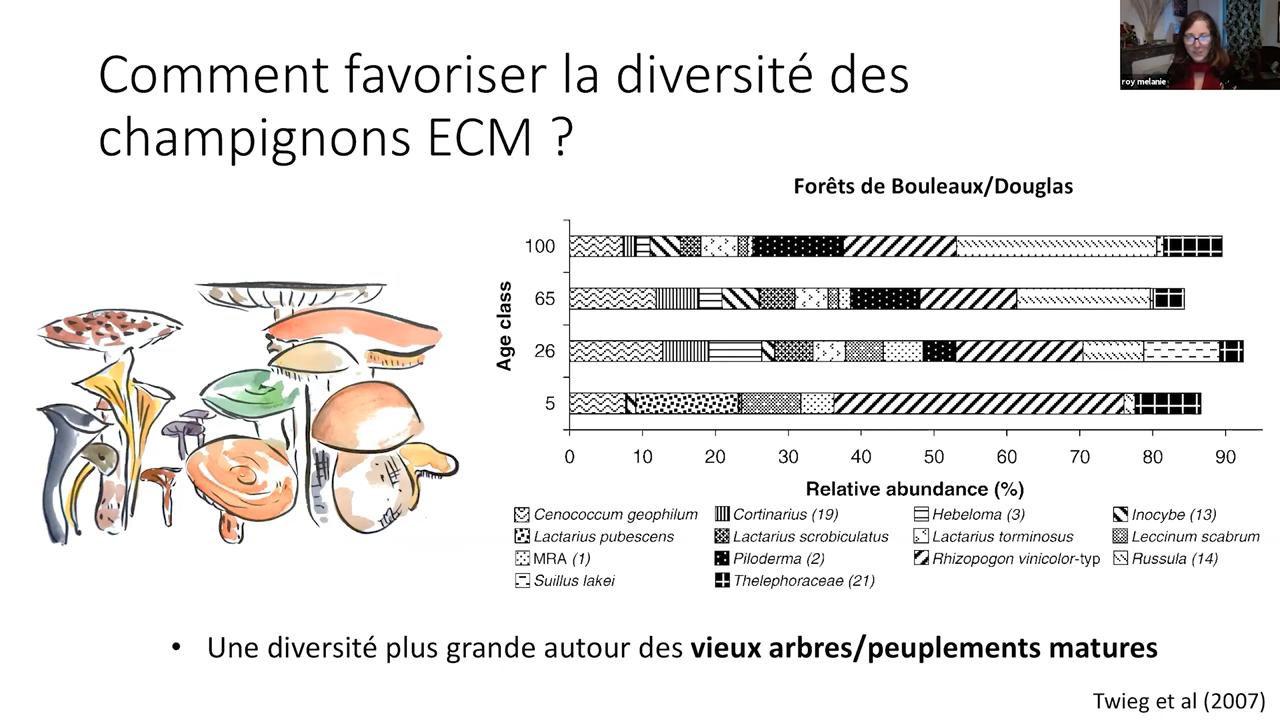 Comment favoriser la diversité des
champignons ECM ?
roy melanie
Forêts de Bouleaux/Douglas
Age class
100
65
26
5
0 10 20 30 40 50 60 70 80 90
Relative abundance (%)
Cenococcum geophilum Cortinarius (19) Hebeloma (3) Inocybe (13)
Lactarius pubescens Lactarius scrobiculatus Lactarius torminosus Leccinum scabrum
MRA (1) Piloderma (2) Rhizopogon vinicolor-typ Russula (14)
Suillus lakei Thelephoraceae (21)
• Une diversité plus grande autour des vieux arbres/peuplements matures
Twieg et al (2007)